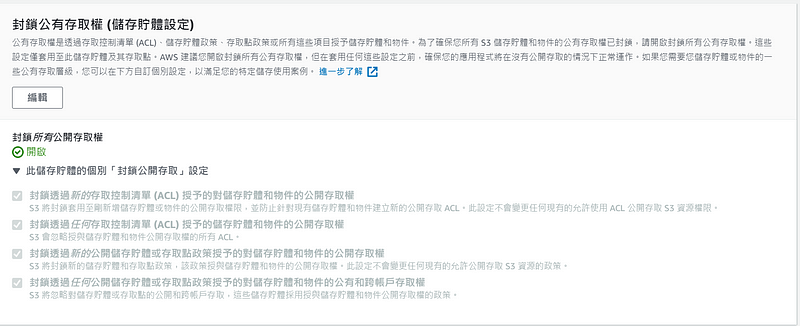 封鎖公有存取權 (儲存貯體設定)
公有存取權是透過存取控制清單 (ACL)、儲存貯體政策、存取點政策或所有這些項目授予儲存貯體和物件。為了確保您所有 S3 儲存貯體和物件的公有存取權已封鎖，請開啟封鎖所有公有存取權。這些
設定僅套用至此儲存貯體及其存取點。AWS 建議您開啟封鎖所有公有存取權，但在套用任何這些設定之前，確保您的應用程式將在沒有公開存取的情況下正常運作。如果您需要您儲存貯體或物件的一
些公有存取層級，您可以在下方自訂個別設定，以滿足您的特定儲存使用案例。 進一步了解
編輯
封鎖所有公開存取權
開啟
此儲存貯體的個別「封鎖公開存取」設定
封鎖透過新的存取控制清單 (ACL) 授予的對儲存貯體和物件的公開存取權
S3 將封鎖套用至剛新增儲存貯體或物件的公開存取權限，並防止針對現有儲存貯體和物件建立新的公開存取 ACL。此設定不會變更任何現有的允許使用 ACL 公開存取 S3 資源權限。
封鎖透過任何存取控制清單 (ACL) 授予的儲存貯體和物件的公開存取權
S3 會忽略授與儲存貯體和物件公開存取權的所有 ACL。
封鎖透過新的公開儲存貯體或存取點政策授予的對儲存貯體和物件的公開存取權
S3 將封鎖新的儲存貯體和存取點政策，該政策授與儲存貯體和物件的公開存取權。此設定不會變更任何現有的允許公開存取 S3 資源的政策。
封鎖透過任何公開儲存貯體或存取點政策授予的對儲存貯體和物件的公有和跨帳戶存取權
S3 將忽略對儲存貯體或存取點的公開和跨帳戶存取，這些儲存貯體採用授與儲存貯體和物件公開存取權的政策。